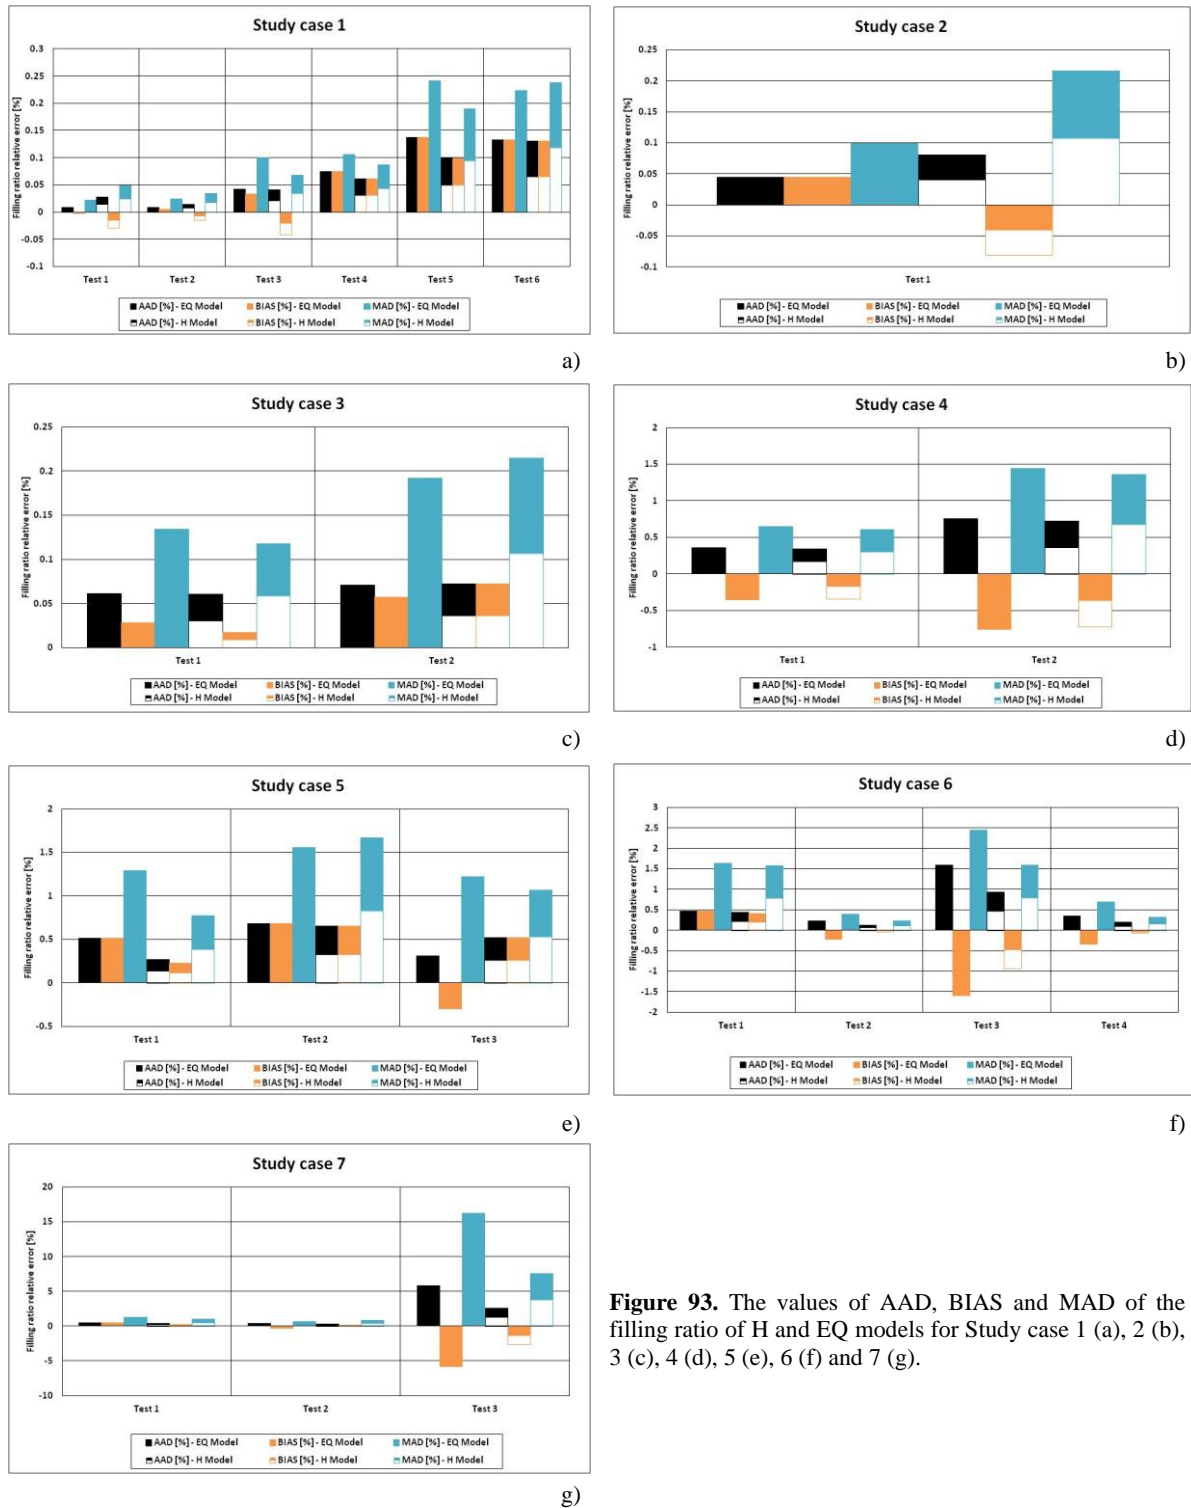 Study case 1
Filling ratio relative error [%]
0.3
0.25
0.2
0.15
0.1
0.05
0
-0.05
-0.1
Test 1 Test 2 Test 3 Test 4 Test 5 Test 6
AAD [%] - EQ Model BIAS [%] - EQ Model MAD [%] - EQ Model
AAD [%] - H Model BIAS [%] - H Model MAD [%] - H Model
a)
Study case 2
Filling ratio relative error [%]
0.25
0.2
0.15
0.1
0.05
0
-0.05
-0.1
Test 1
AAD [%] - EQ Model BIAS [%] - EQ Model MAD [%] - EQ Model
AAD [%] - H Model BIAS [%] - H Model MAD [%] - H Model
b)
Study case 3
Filling ratio relative error [%]
0.25
0.2
0.15
0.1
0.05
0
Test 1 Test 2
AAD [%] - EQ Model BIAS [%] - EQ Model MAD [%] - EQ Model
AAD [%] - H Model BIAS [%] - H Model MAD [%] - H Model
c)
Study case 4
Filling ratio relative error [%]
2
1.5
1
0.5
0
-0.5
-1
Test 1 Test 2
AAD [%] - EQ Model BIAS [%] - EQ Model MAD [%] - EQ Model
AAD [%] - H Model BIAS [%] - H Model MAD [%] - H Model
d)
Study case 5
Filling ratio relative error [%]
2
1.5
1
0.5
0
-0.5
Test 1 Test 2 Test 3
AAD [%] - EQ Model BIAS [%] - EQ Model MAD [%] - EQ Model
AAD [%] - H Model BIAS [%] - H Model MAD [%] - H Model
e)
Study case 6
Filling ratio relative error [%]
3
2.5
2
1.5
1
0.5
0
-0.5
-1
-1.5
-2
Test 1 Test 2 Test 3 Test 4
AAD [%] - EQ Model BIAS [%] - EQ Model MAD [%] - EQ Model
AAD [%] - H Model BIAS [%] - H Model MAD [%] - H Model
f)
Study case 7
Filling ratio relative error [%]
20
15
10
5
0
-5
-10
Test 1 Test 2 Test 3
AAD [%] - EQ Model BIAS [%] - EQ Model MAD [%] - EQ Model
AAD [%] - H Model BIAS [%] - H Model MAD [%] - H Model
g)
Figure 93. The values of AAD, BIAS and MAD of the
filling ratio of H and EQ models for Study case 1 (a), 2 (b),
3 (c), 4 (d), 5 (e), 6 (f) and 7 (g).